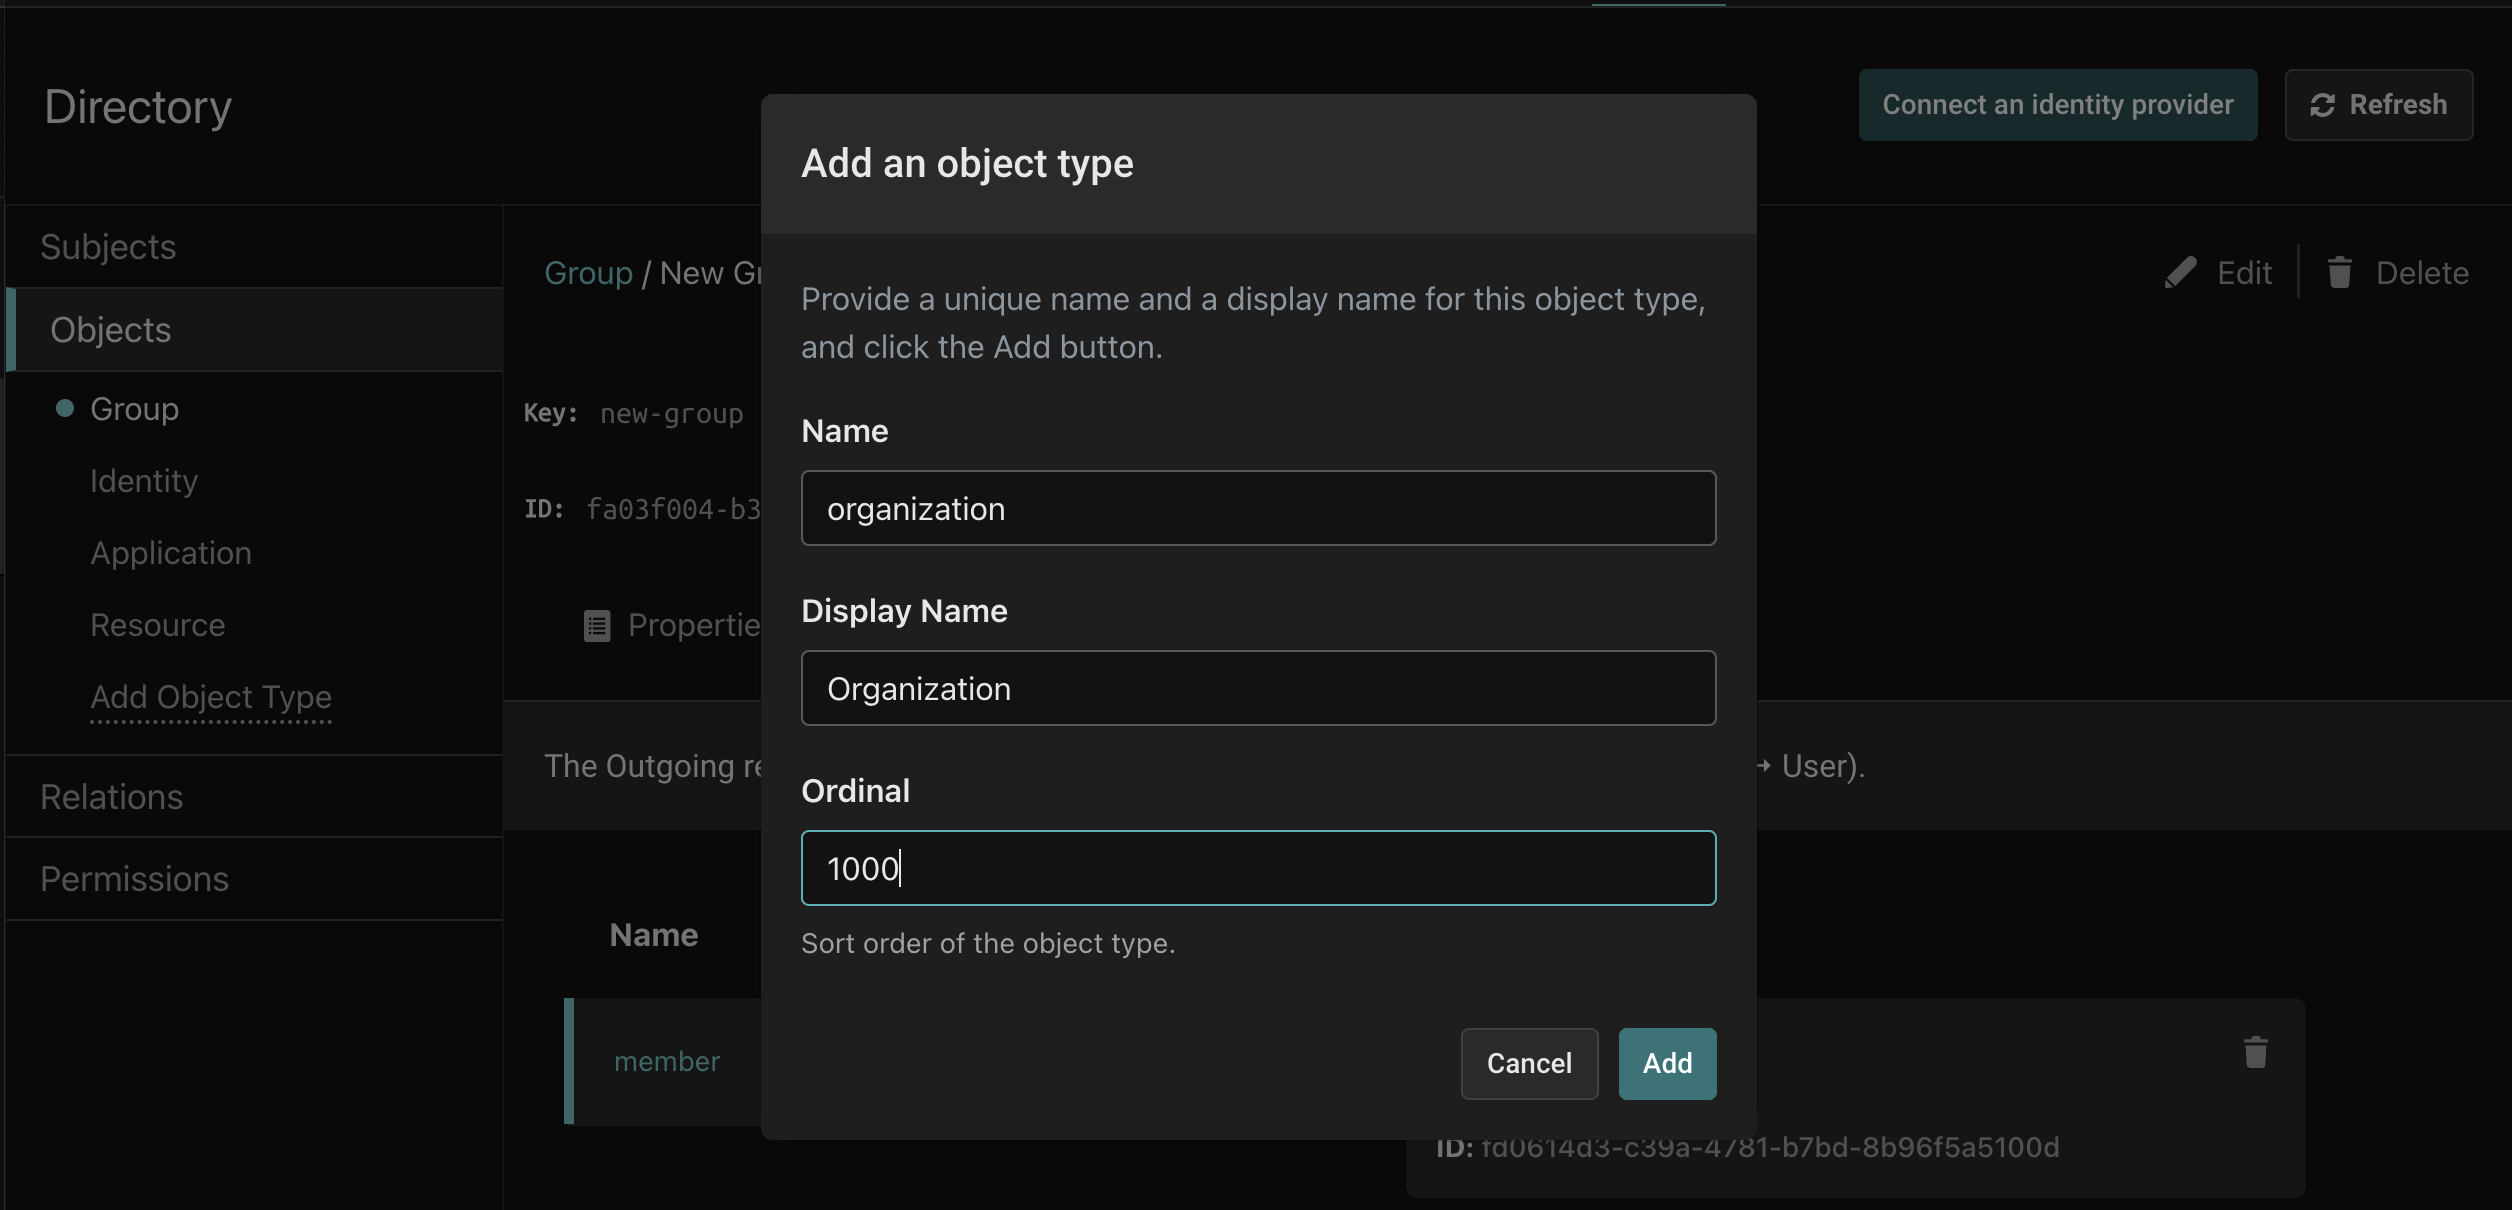 Directory
Connect an identity provider
Refresh
Subjects
Objects
Group
Identity
Application
Resource
Add Object Type
Relations
Permissions
Group / New Gr
Edit
Delete
Key: new-group
ID: fa03f004-b3
Propertie
The Outgoing re
→ User).
Name
member
ID: fd0614d3-c39a-4781-b7bd-8b96f5a5100d
Add an object type
Provide a unique name and a display name for this object type,
and click the Add button.
Name
organization
Display Name
Organization
Ordinal
1000
Sort order of the object type.
Cancel
Add